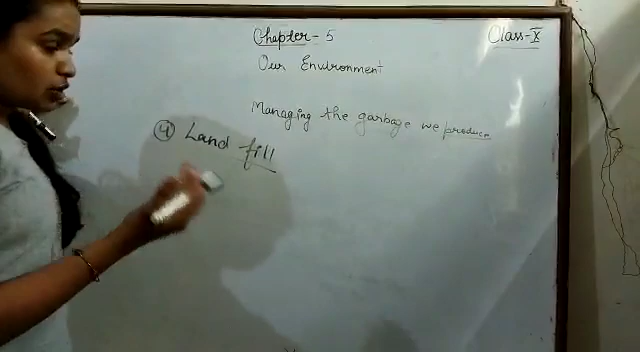 Chapter - 5
Class - X
Our Environment
Managing the garbage we produce
④ Land fill